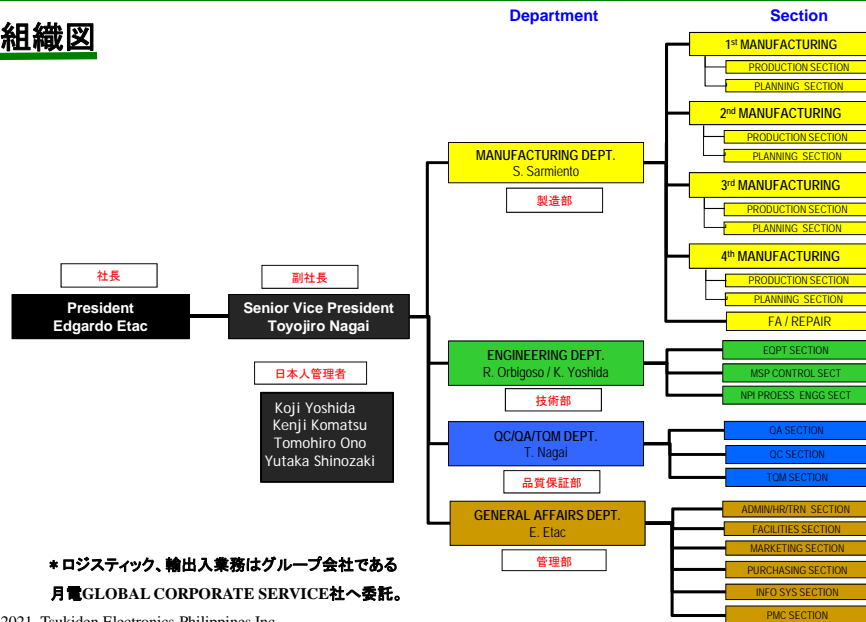 組織図
Department
Section
社長
President
Edgardo Etac
副社長
Senior Vice President
Toyojiro Nagai
日本人管理者
Koji Yoshida
Kenji Komatsu
Tomohiro Ono
Yutaka Shinozaki
MANUFACTURING DEPT.
S. Sarmiento
製造部
1st MANUFACTURING
PRODUCTION SECTION
PLANNING SECTION
2nd MANUFACTURING
PRODUCTION SECTION
PLANNING SECTION
3rd MANUFACTURING
PRODUCTION SECTION
PLANNING SECTION
4th MANUFACTURING
PRODUCTION SECTION
PLANNING SECTION
FA / REPAIR
ENGINEERING DEPT.
R. Orbigoso / K. Yoshida
技術部
EQPT SECTION
MSP CONTROL SECT
NPI PROESS ENGG SECT
QC/QA/TQM DEPT.
T. Nagai
品質保証部
QA SECTION
QC SECTION
TQM SECTION
GENERAL AFFAIRS DEPT.
E. Etac
管理部
ADMIN/HR/TRN SECTION
FACILITIES SECTION
MARKETING SECTION
PURCHASING SECTION
INFO SYS SECTION
PMC SECTION
＊ロジスティック、輸出入業務はグループ会社である
月電GLOBAL CORPORATE SERVICE社へ委託。
2021 Tsukiden Electronics Philippines Inc